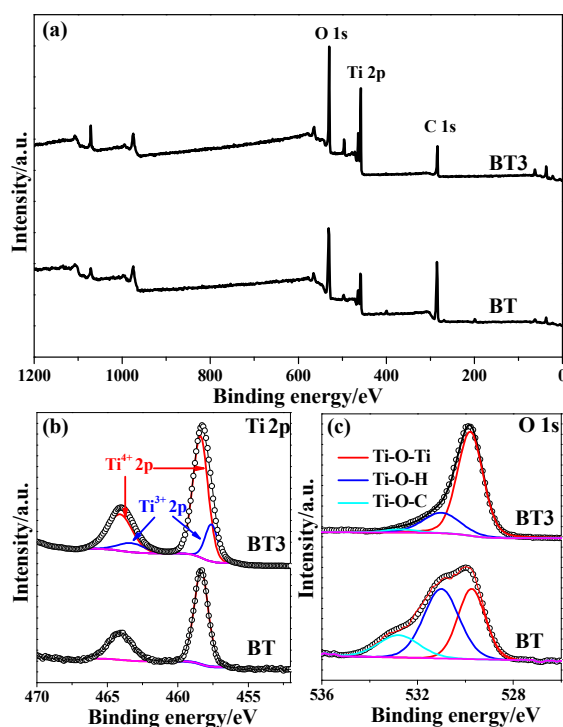 (a)
O 1s
Ti 2p
C 1s
BT3
BT
Intensity/a.u.
1200 1000 800 600 400 200 0
Binding energy/eV
(b) Ti 2p
Ti⁴⁺ 2p
Ti³⁺ 2p
BT3
BT
Intensity/a.u.
470 465 460 455
Binding energy/eV
(c) O 1s
Ti-O-Ti
Ti-O-H
Ti-O-C
BT3
BT
Intensity/a.u.
536 532 528
Binding energy/eV